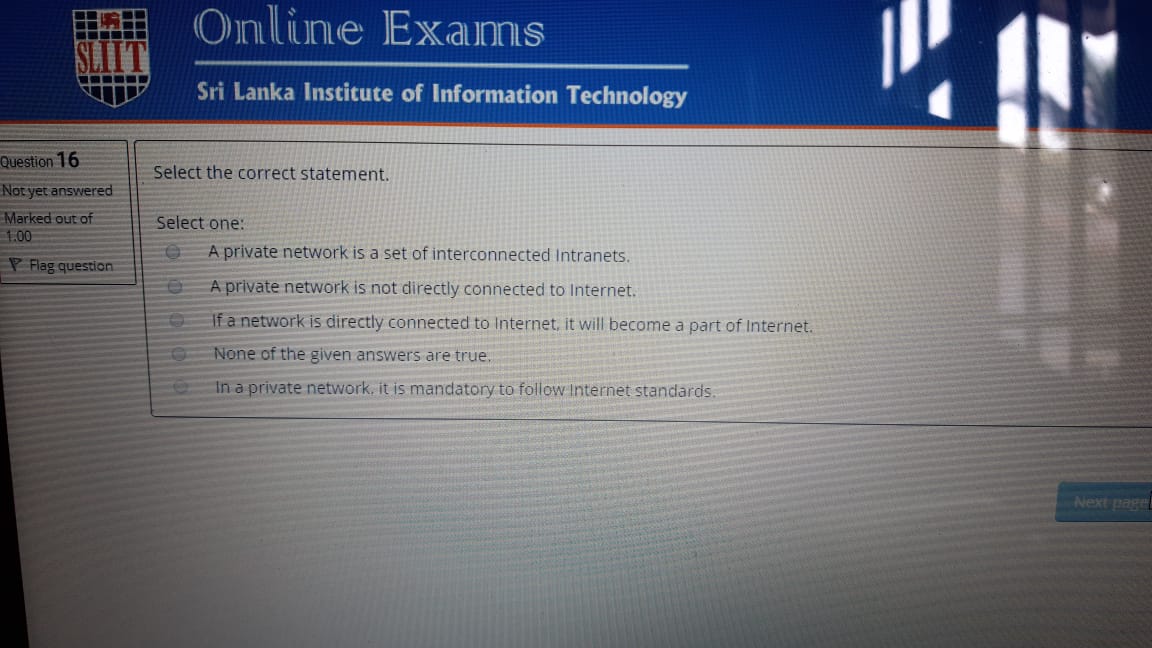 SLIIT
Online Exams
Sri Lanka Institute of Information Technology
Question 16
Not yet answered
Marked out of
1.00
Flag question
Select the correct statement.
Select one:
A private network is a set of interconnected Intranets.
A private network is not directly connected to Internet.
If a network is directly connected to Internet, it will become a part of Internet.
None of the given answers are true.
In a private network, it is mandatory to follow Internet standards.
Next page